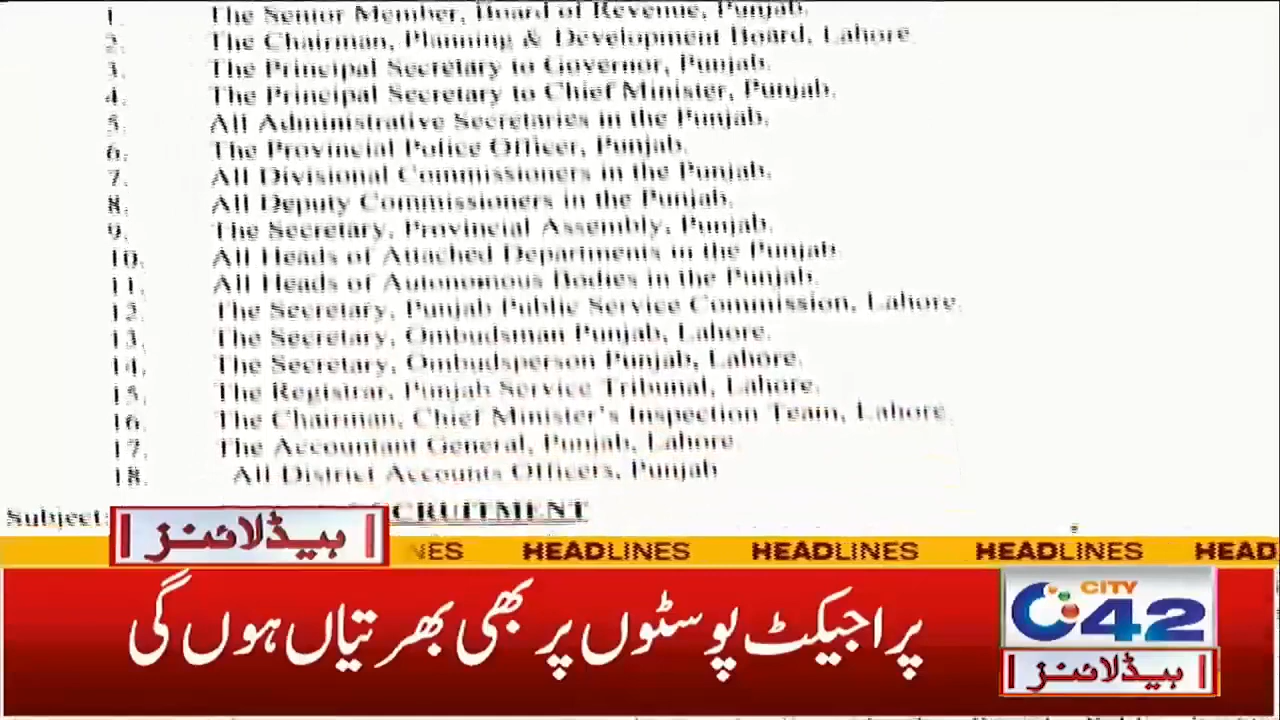 1. The Senior Member, Board of Revenue, Punjab.
2. The Chairman, Planning & Development Board, Lahore.
3. The Principal Secretary to Governor, Punjab.
4. The Principal Secretary to Chief Minister, Punjab.
5. All Administrative Secretaries in the Punjab.
6. The Provincial Police Officer, Punjab.
7. All Divisional Commissioners in the Punjab.
8. All Deputy Commissioners in the Punjab.
9. The Secretary, Provincial Assembly, Punjab.
10. All Heads of Attached Departments in the Punjab.
11. All Heads of Autonomous Bodies in the Punjab.
12. The Secretary, Punjab Public Service Commission, Lahore.
13. The Secretary, Ombudsman Punjab, Lahore.
14. The Secretary, Ombudsperson Punjab, Lahore.
15. The Registrar, Punjab Service Tribunal, Lahore.
16. The Chairman, Chief Minister's Inspection Team, Lahore.
17. The Accountant General, Punjab, Lahore
18. All District Accounts Officers, Punjab
Subject: CRUITMENT
ہیڈلائنز
NES HEADLINES HEADLINES HEADLINES HEAD
پراجیکٹ پوسٹوں پر بھی بھرتیاں ہوں گی
CITY
42
ہیڈلائنز